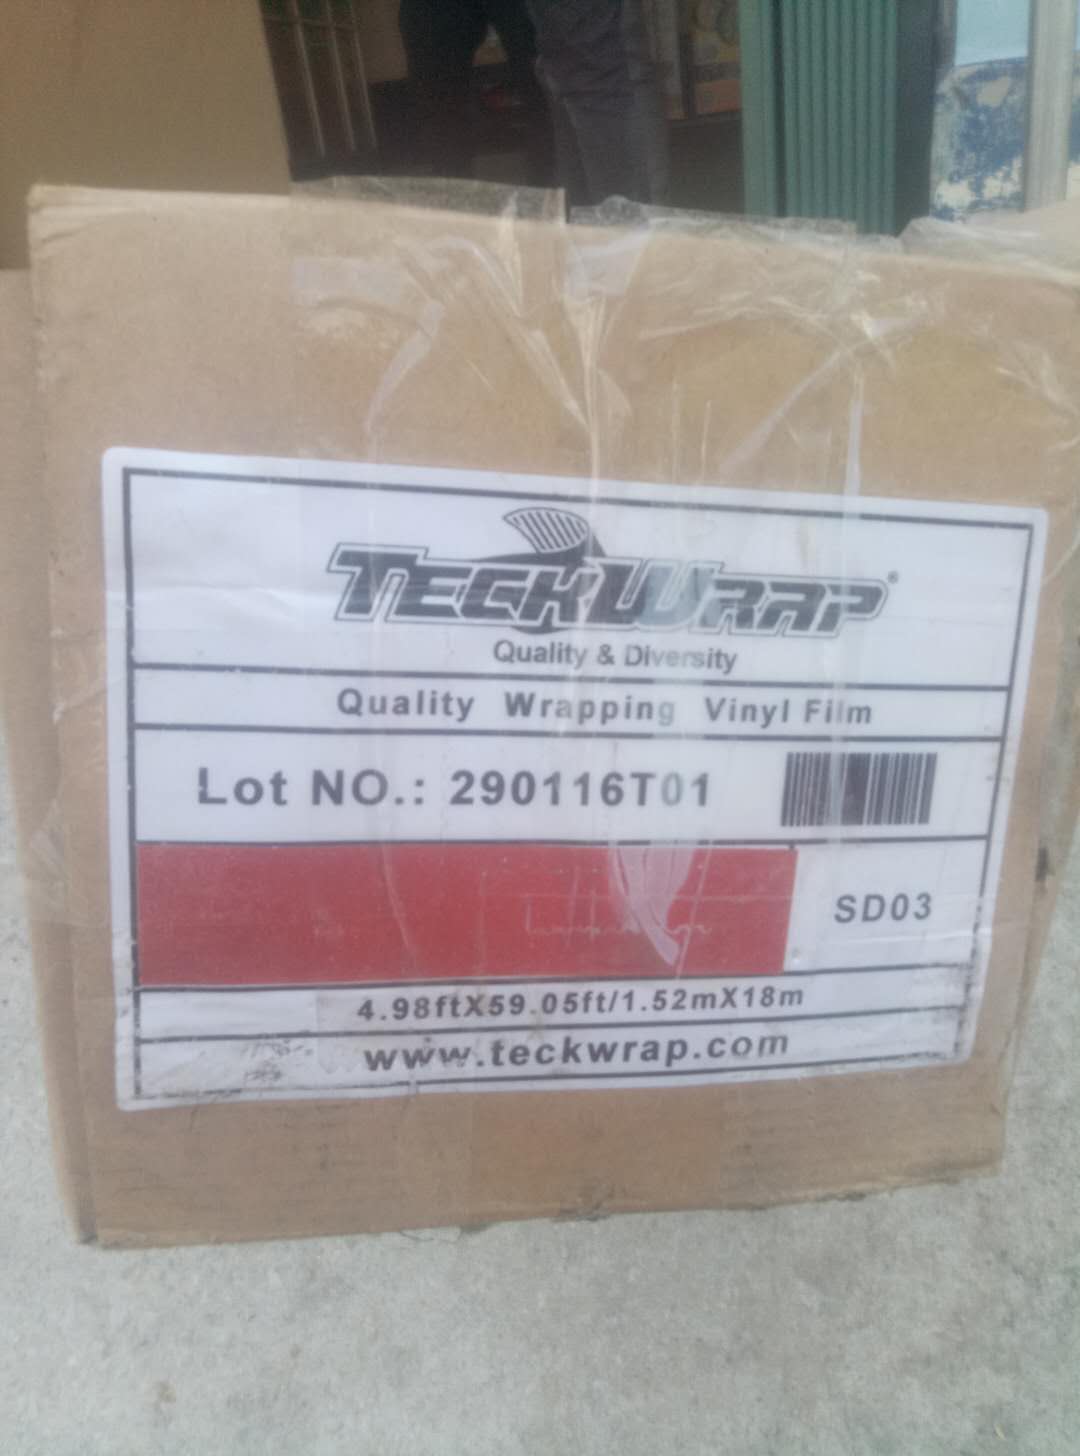 TECKWRAP®
Quality & Diversity
Quality Wrapping Vinyl Film
Lot NO.: 290116T01
SD03
4.98ftX59.05ft/1.52mX18m
www.teckwrap.com